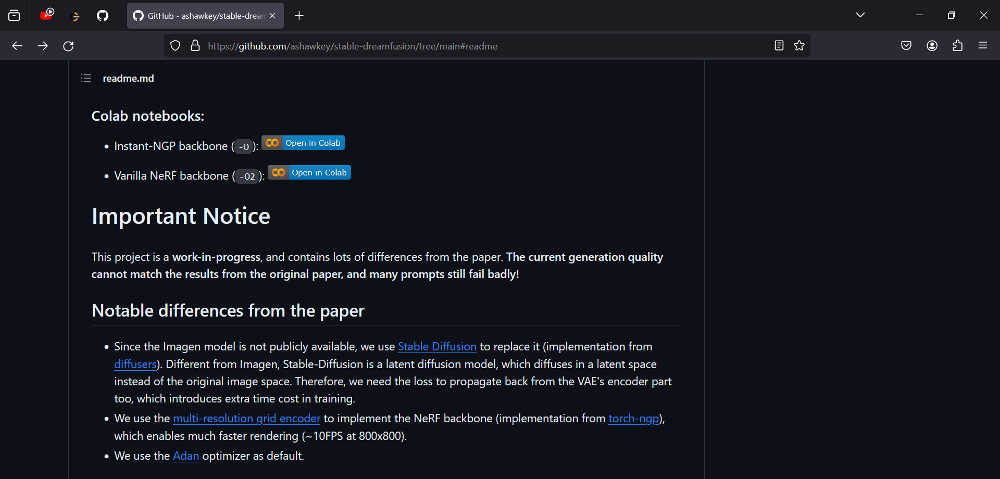 GitHub - ashawkey/stable-dream
https://github.com/ashawkey/stable-dreamfusion/tree/main#readme
readme.md
Colab notebooks:
• Instant-NGP backbone ( -O ): Open in Colab
• Vanilla NeRF backbone ( -O2 ): Open in Colab
Important Notice
This project is a work-in-progress, and contains lots of differences from the paper. The current generation quality
cannot match the results from the original paper, and many prompts still fail badly!
Notable differences from the paper
• Since the Imagen model is not publicly available, we use Stable Diffusion to replace it (implementation from
diffusers). Different from Imagen, Stable-Diffusion is a latent diffusion model, which diffuses in a latent space
instead of the original image space. Therefore, we need the loss to propagate back from the VAE's encoder part
too, which introduces extra time cost in training.
• We use the multi-resolution grid encoder to implement the NeRF backbone (implementation from torch-ngp),
which enables much faster rendering (~10FPS at 800x800).
• We use the Adan optimizer as default.